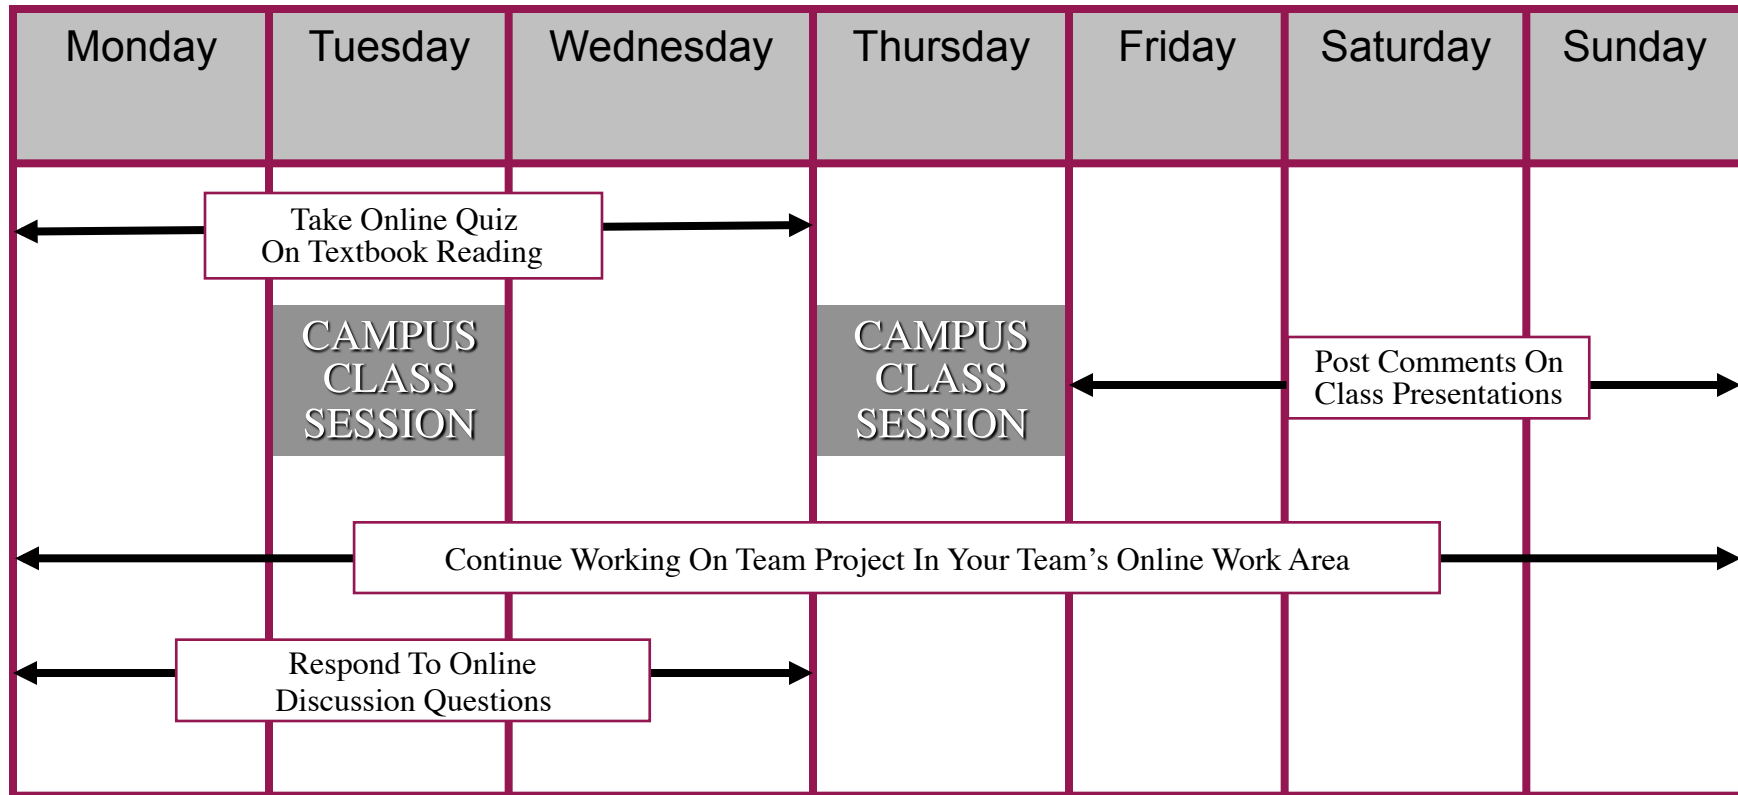 Monday Tuesday Wednesday Thursday Friday Saturday Sunday
Take Online Quiz
On Textbook Reading
CAMPUS
CLASS
SESSION
CAMPUS
CLASS
SESSION
Post Comments On
Class Presentations
Continue Working On Team Project In Your Team’s Online Work Area
Respond To Online
Discussion Questions